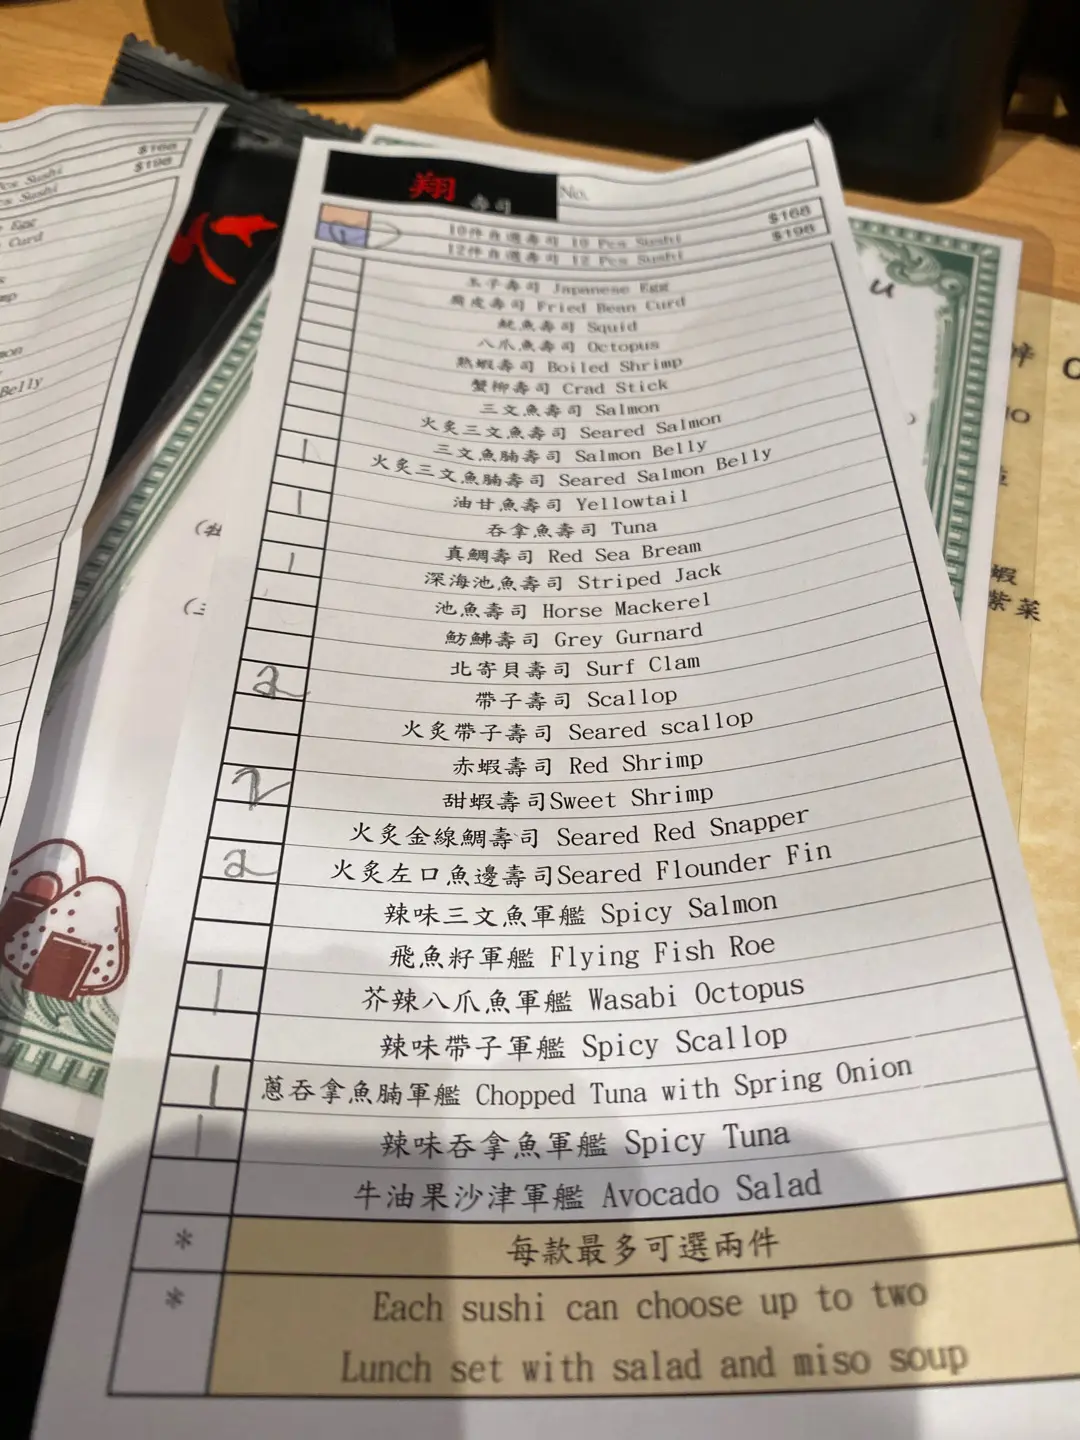 $168
Pcs Sushi
$198
Pcs Sushi
Egg
Curd
Belly
翔 壽司
No.
10件自選壽司 10 Pcs Sushi $168
12件自選壽司 12 Pcs Sushi $198
1
玉子壽司 Japanese Egg
腐皮壽司 Fried Bean Curd
魷魚壽司 Squid
八爪魚壽司 Octopus
熟蝦壽司 Boiled Shrimp
蟹柳壽司 Crad Stick
三文魚壽司 Salmon
火炙三文魚壽司 Seared Salmon
三文魚腩壽司 Salmon Belly
1 火炙三文魚腩壽司 Seared Salmon Belly
油甘魚壽司 Yellowtail
1 吞拿魚壽司 Tuna
真鯛壽司 Red Sea Bream
1 深海池魚壽司 Striped Jack
池魚壽司 Horse Mackerel
魴鮄壽司 Grey Gurnard
北寄貝壽司 Surf Clam
2 帶子壽司 Scallop
火炙帶子壽司 Seared scallop
赤蝦壽司 Red Shrimp
2 甜蝦壽司Sweet Shrimp
火炙金線鯛壽司 Seared Red Snapper
2 火炙左口魚邊壽司Seared Flounder Fin
辣味三文魚軍艦 Spicy Salmon
飛魚籽軍艦 Flying Fish Roe
1 芥辣八爪魚軍艦 Wasabi Octopus
辣味帶子軍艦 Spicy Scallop
1 蔥吞拿魚腩軍艦 Chopped Tuna with Spring Onion
1 辣味吞拿魚軍艦 Spicy Tuna
牛油果沙津軍艦 Avocado Salad
* 每款最多可選兩件
* Each sushi can choose up to two
Lunch set with salad and miso soup
蝦
紫菜